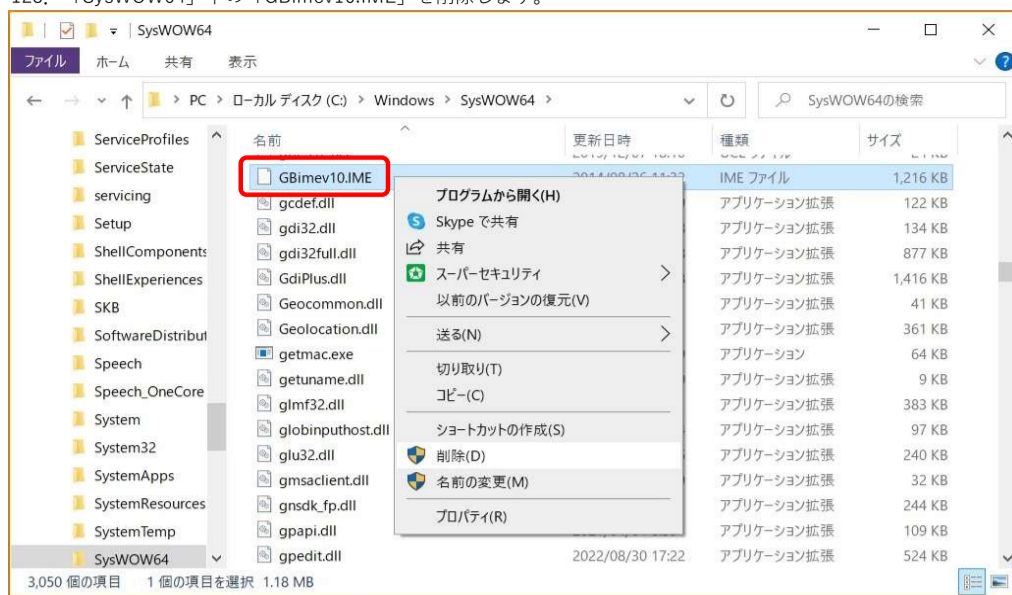 SysWOW64
ファイル ホーム 共有 表示
PC > ローカル ディスク (C:) > Windows > SysWOW64 > SysWOW64の検索
名前 更新日時 種類 サイズ
ServiceProfiles
ServiceState
servicing
Setup
ShellComponents
ShellExperiences
SKB
SoftwareDistribut
Speech
Speech_OneCore
System
System32
SystemApps
SystemResources
SystemTemp
SysWOW64
GBimev10.IME IME ファイル 1,216 KB
gcdef.dll アプリケーション拡張 122 KB
gdi32.dll アプリケーション拡張 134 KB
gdi32full.dll アプリケーション拡張 877 KB
GdiPlus.dll アプリケーション拡張 1,416 KB
Geocommon.dll アプリケーション拡張 41 KB
Geolocation.dll アプリケーション拡張 361 KB
getmac.exe アプリケーション 64 KB
getuname.dll アプリケーション拡張 9 KB
glmf32.dll アプリケーション拡張 383 KB
globinputhost.dll アプリケーション拡張 97 KB
glu32.dll アプリケーション拡張 240 KB
gmsaclient.dll アプリケーション拡張 32 KB
gnsdk_fp.dll アプリケーション拡張 244 KB
gpapi.dll アプリケーション拡張 109 KB
gpedit.dll 2022/08/30 17:22 アプリケーション拡張 524 KB
プログラムから開く(H)
Skype で共有
共有
スーパーセキュリティ
以前のバージョンの復元(V)
送る(N)
切り取り(T)
コピー(C)
ショートカットの作成(S)
削除(D)
名前の変更(M)
プロパティ(R)
3,050 個の項目 1 個の項目を選択 1.18 MB